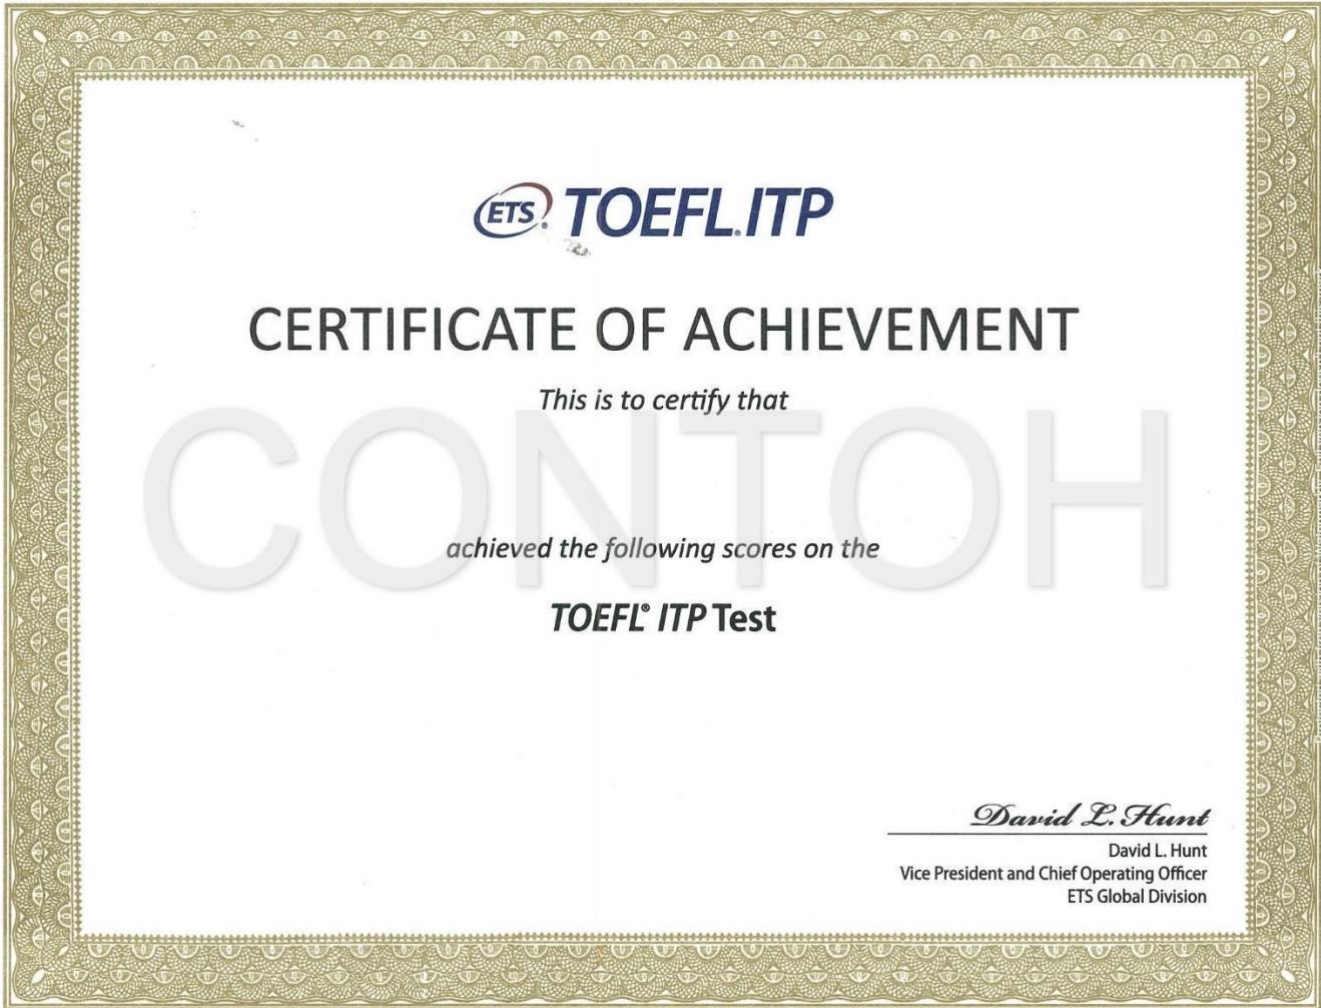 ETS® TOEFL® ITP
CERTIFICATE OF ACHIEVEMENT
This is to certify that
CONTOH
achieved the following scores on the
TOEFL® ITP Test
David L. Hunt
David L. Hunt
Vice President and Chief Operating Officer
ETS Global Division